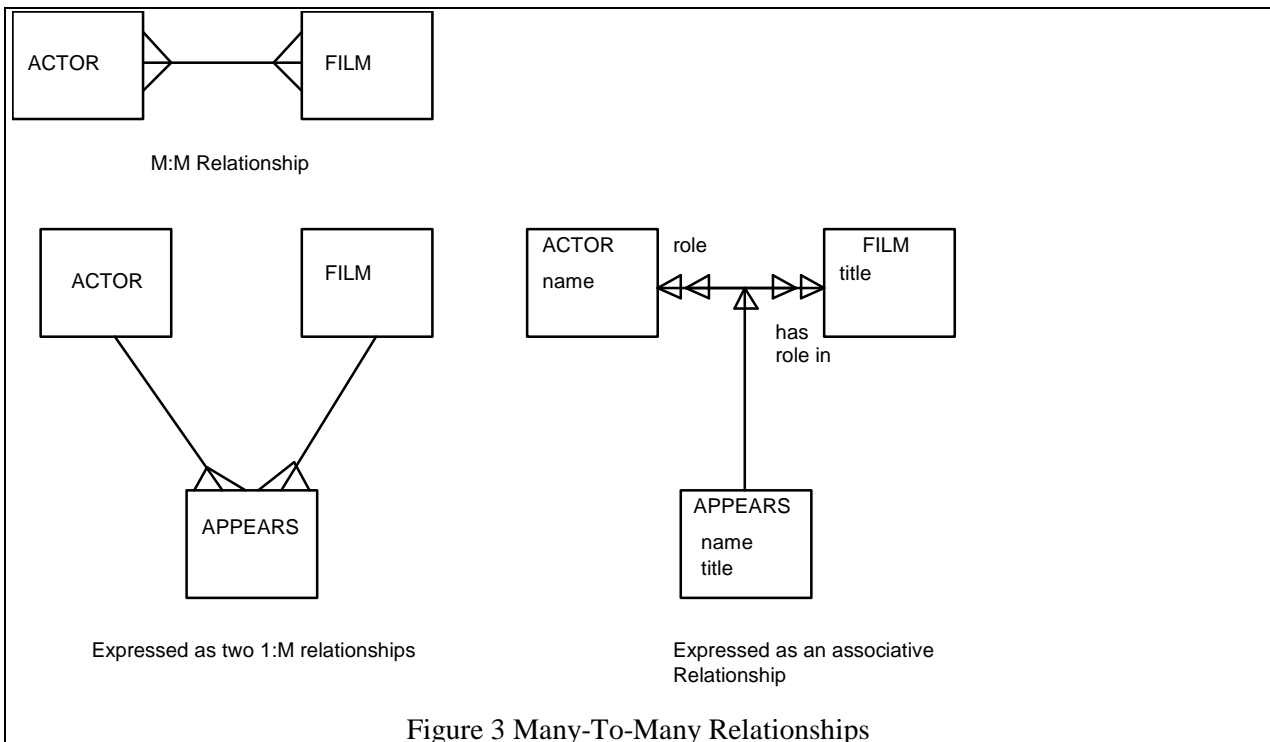 ACTOR
FILM
M:M Relationship
ACTOR
FILM
APPEARS
Expressed as two 1:M relationships
ACTOR
name
role
FILM
title
has
role in
APPEARS
name
title
Expressed as an associative
Relationship
Figure 3 Many-To-Many Relationships